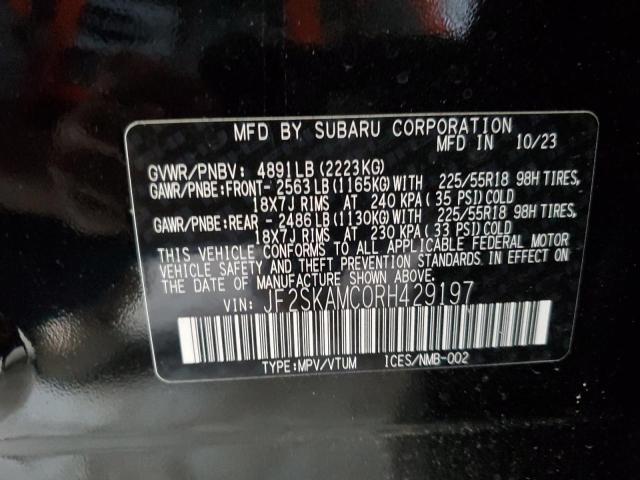 MFD BY SUBARU CORPORATION
MFD IN 10/23
GVWR/PNBV: 4891LB(2223KG)
GAWR/PNBE:FRONT- 2563LB(1165KG)WITH 225/55R18 98H TIRES,
18X7J RIMS AT 240 KPA( 35 PSI)COLD
GAWR/PNBE:REAR - 2486LB(1130KG)WITH 225/55R18 98H TIRES,
18X7J RIMS AT 230 KPA( 33 PSI)COLD
THIS VEHICLE CONFORMS TO ALL APPLICABLE FEDERAL MOTOR
VEHICLE SAFETY AND THEFT PREVENTION STANDARDS IN EFFECT ON
THE DATE OF MANUFACTURE SHOWN ABOVE.
VIN: JF2SKAMC0RH429197
TYPE:MPV/VTUM ICES/NMB-002